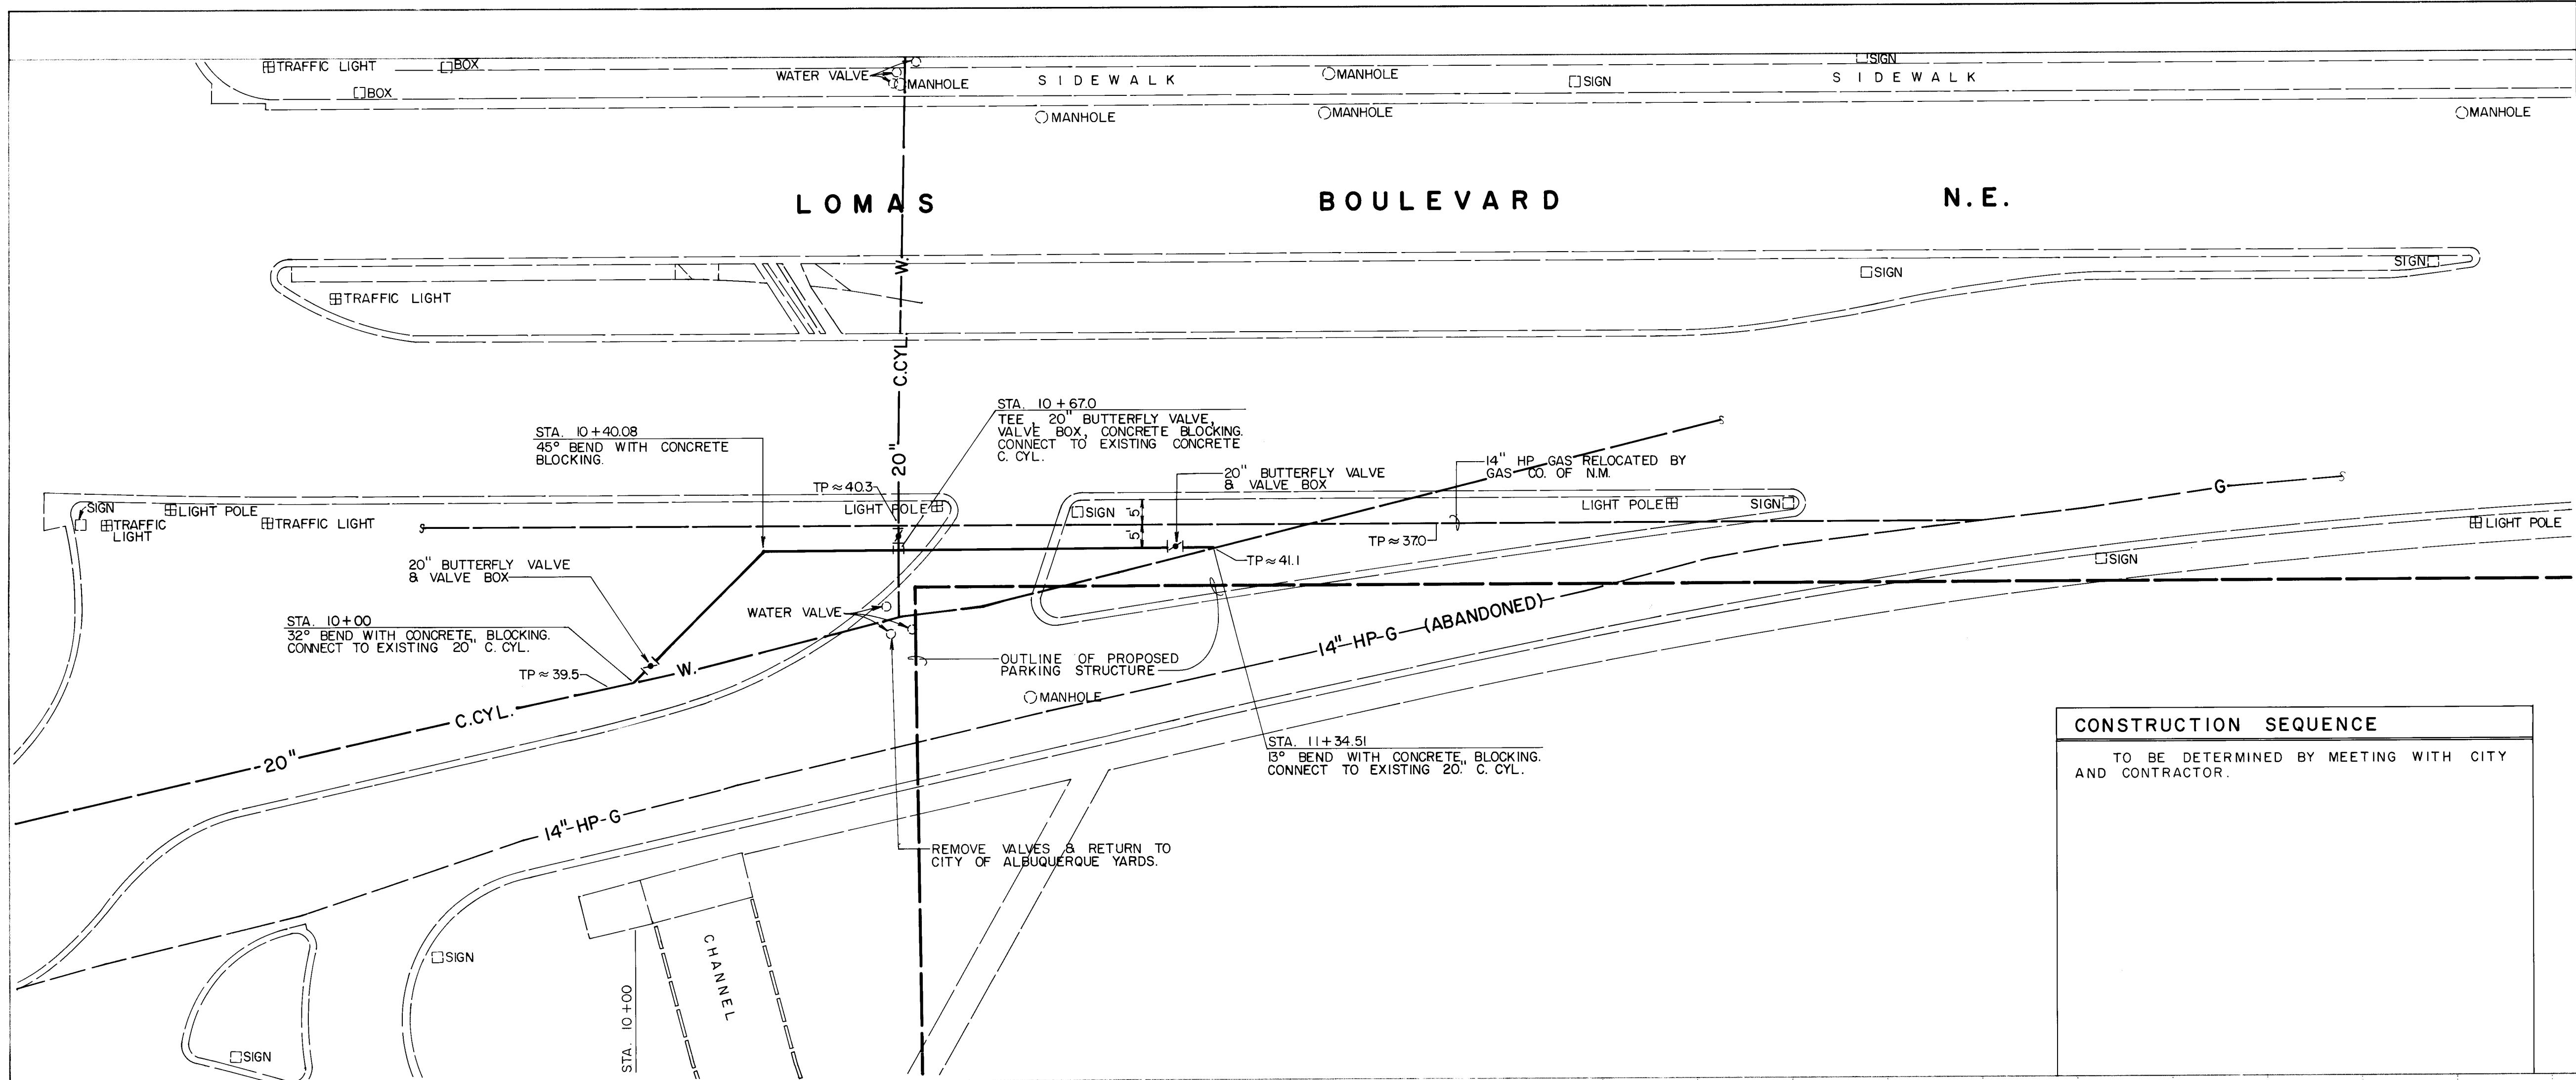 SIGN
TRAFFIC LIGHT
BOX
WATER VALVE
MANHOLE
SIDEWALK
MANHOLE
SIGN
SIDEWALK
BOX
MANHOLE
MANHOLE
MANHOLE
LOMAS BOULEVARD N.E.
W.
SIGN
SIGN
TRAFFIC LIGHT
C.CYL.
20"
STA. 10+40.08
45° BEND WITH CONCRETE
BLOCKING.
STA. 10+67.0
TEE, 20" BUTTERFLY VALVE,
VALVE BOX, CONCRETE BLOCKING.
CONNECT TO EXISTING CONCRETE
C. CYL.
20" BUTTERFLY VALVE
& VALVE BOX
14" HP GAS RELOCATED BY
GAS CO. OF N.M.
TP≈40.3
G
SIGN
LIGHT POLE
TRAFFIC
LIGHT
TRAFFIC LIGHT
LIGHT POLE
SIGN
5'
5'
LIGHT POLE
SIGN
LIGHT POLE
TP≈37.0
TP≈41.1
SIGN
20" BUTTERFLY VALVE
& VALVE BOX
WATER VALVE
STA. 10+00
32° BEND WITH CONCRETE BLOCKING.
CONNECT TO EXISTING 20" C. CYL.
TP≈39.5
W.
OUTLINE OF PROPOSED
PARKING STRUCTURE
14"-HP-G (ABANDONED)
MANHOLE
C.CYL.
20"
STA. 11+34.51
13° BEND WITH CONCRETE BLOCKING.
CONNECT TO EXISTING 20" C. CYL.
CONSTRUCTION SEQUENCE
TO BE DETERMINED BY MEETING WITH CITY
AND CONTRACTOR.
14"-HP-G
REMOVE VALVES & RETURN TO
CITY OF ALBUQUERQUE YARDS.
SIGN
CHANNEL
STA. 10+00
SIGN